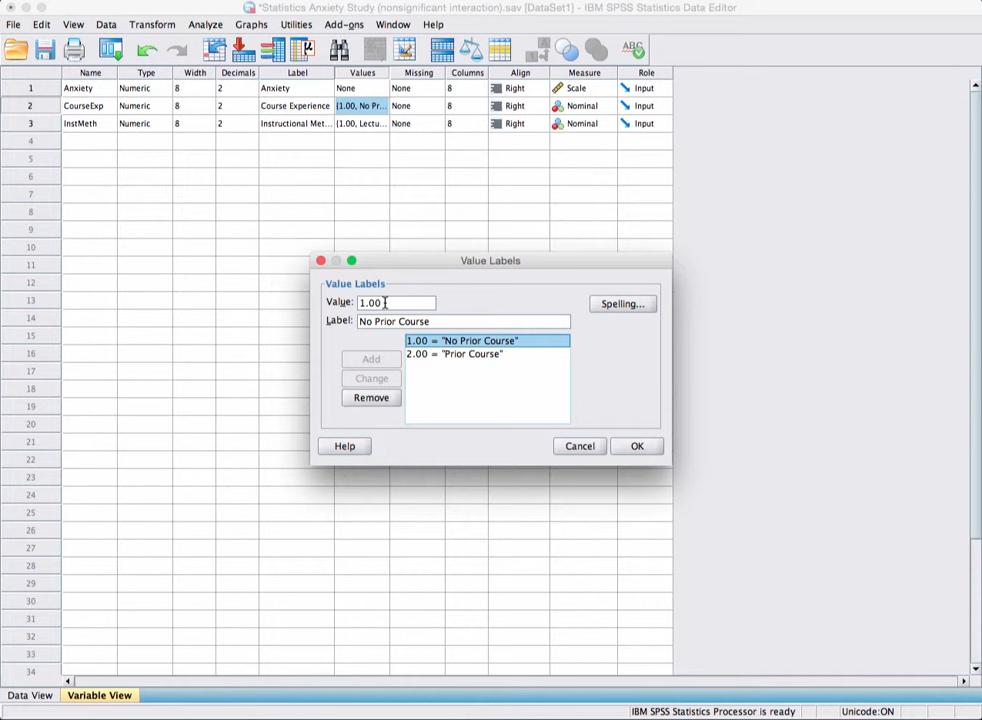 *Statistics Anxiety Study (nonsignificant interaction).sav [DataSet1] - IBM SPSS Statistics Data Editor
File Edit View Data Transform Analyze Graphs Utilities Add-ons Window Help
ABC
Name Type Width Decimals Label Values Missing Columns Align Measure Role
1 Anxiety Numeric 8 2 Anxiety None None 8 Right Scale Input
2 CourseExp Numeric 8 2 Course Experience {1.00, No Pr... None 8 Right Nominal Input
3 InstMeth Numeric 8 2 Instructional Met... {1.00, Lectu... None 8 Right Nominal Input
4
5
6
7
8
9
10
11
12
13
14
15
16
17
18
19
20
21
22
23
24
25
26
27
28
29
30
31
32
33
34
Value Labels
Value Labels
Value: 1.00
Spelling...
Label: No Prior Course
1.00 = "No Prior Course"
2.00 = "Prior Course"
Add
Change
Remove
Help Cancel OK
Data View Variable View
IBM SPSS Statistics Processor is ready Unicode:ON